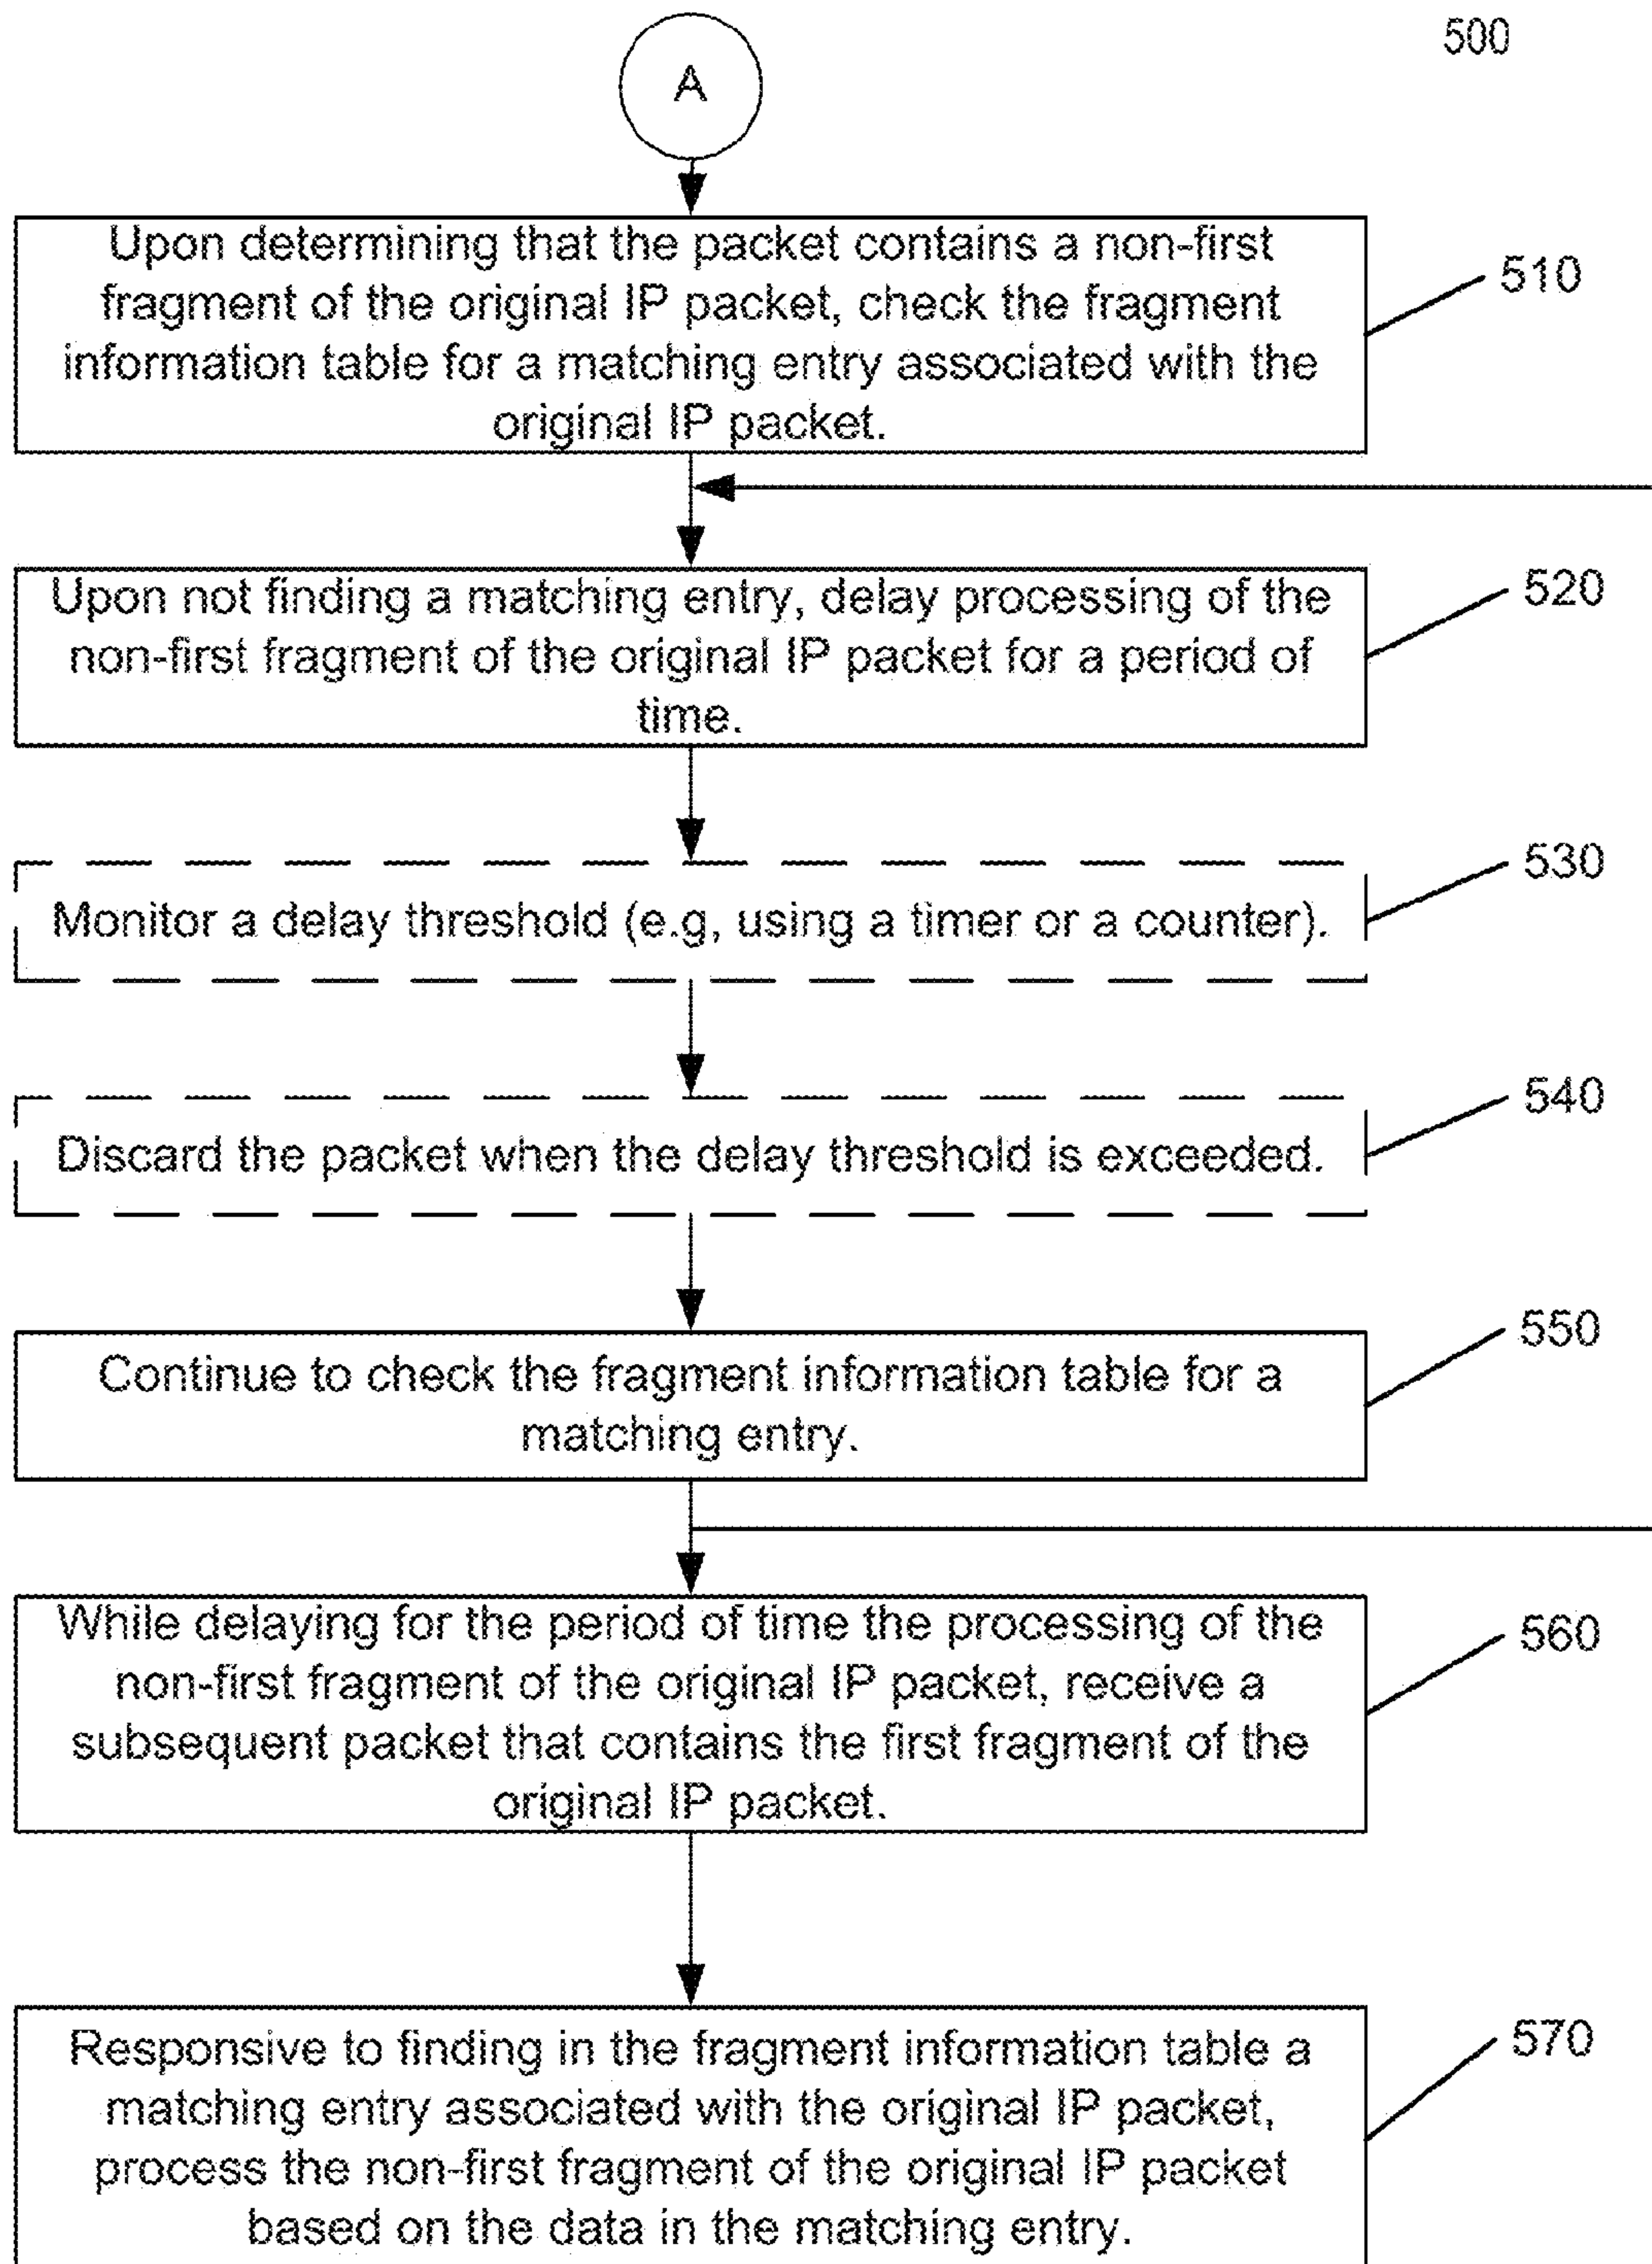 500
A
Upon determining that the packet contains a non-first
fragment of the original IP packet, check the fragment
information table for a matching entry associated with the
original IP packet.
510
Upon not finding a matching entry, delay processing of the
non-first fragment of the original IP packet for a period of
time.
520
Monitor a delay threshold (e.g, using a timer or a counter).
530
Discard the packet when the delay threshold is exceeded.
540
Continue to check the fragment information table for a
matching entry.
550
While delaying for the period of time the processing of the
non-first fragment of the original IP packet, receive a
subsequent packet that contains the first fragment of the
original IP packet.
560
Responsive to finding in the fragment information table a
matching entry associated with the original IP packet,
process the non-first fragment of the original IP packet
based on the data in the matching entry.
570